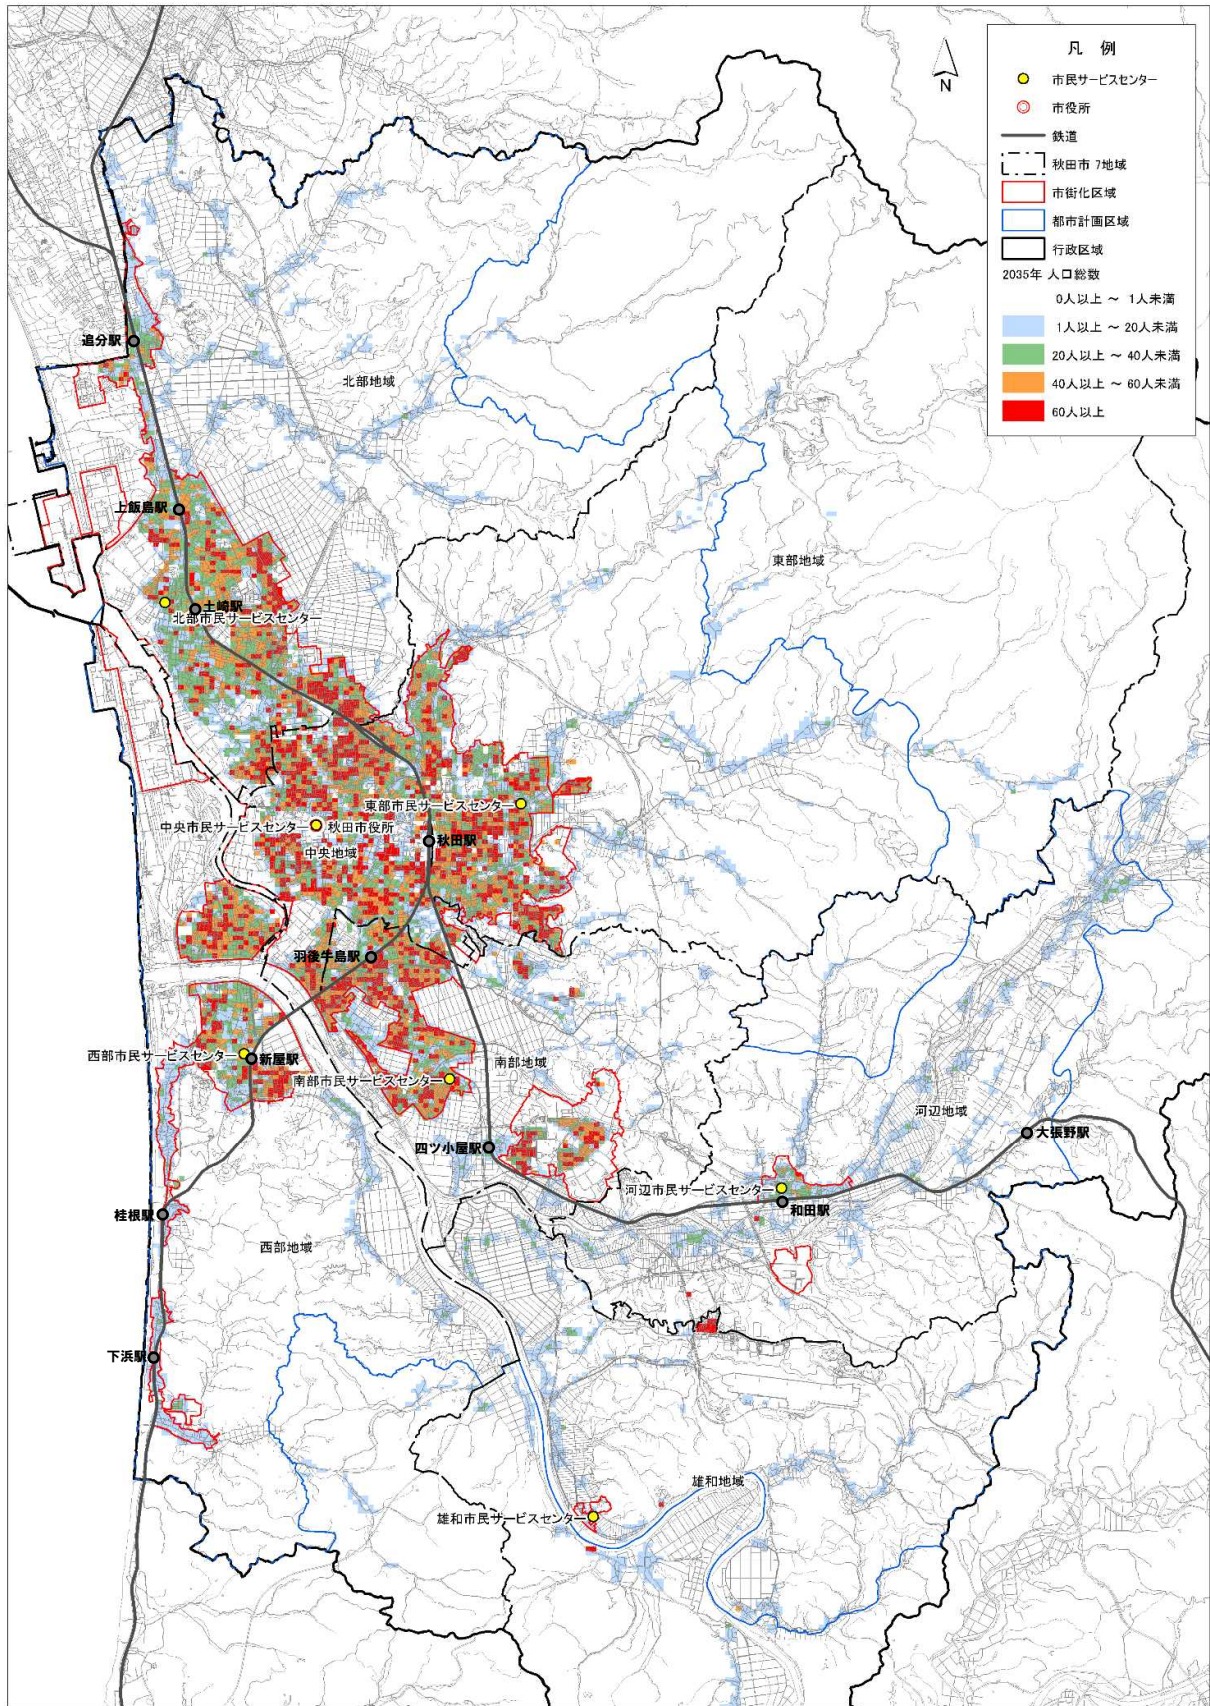 凡 例
市民サービスセンター
市役所
鉄道
秋田市 7地域
市街化区域
都市計画区域
行政区域
2035年 人口総数
0人以上 ～ 1人未満
1人以上 ～ 20人未満
20人以上 ～ 40人未満
40人以上 ～ 60人未満
60人以上
N
追分駅
北部地域
上飯島駅
東部地域
土崎駅
北部市民サービスセンター
東部市民サービスセンター
中央市民サービスセンター
秋田市役所
秋田駅
中央地域
羽後牛島駅
西部市民サービスセンター
新屋駅
南部地域
南部市民サービスセンター
河辺地域
大張野駅
四ツ小屋駅
河辺市民サービスセンター
和田駅
桂根駅
西部地域
下浜駅
雄和地域
雄和市民サービスセンター